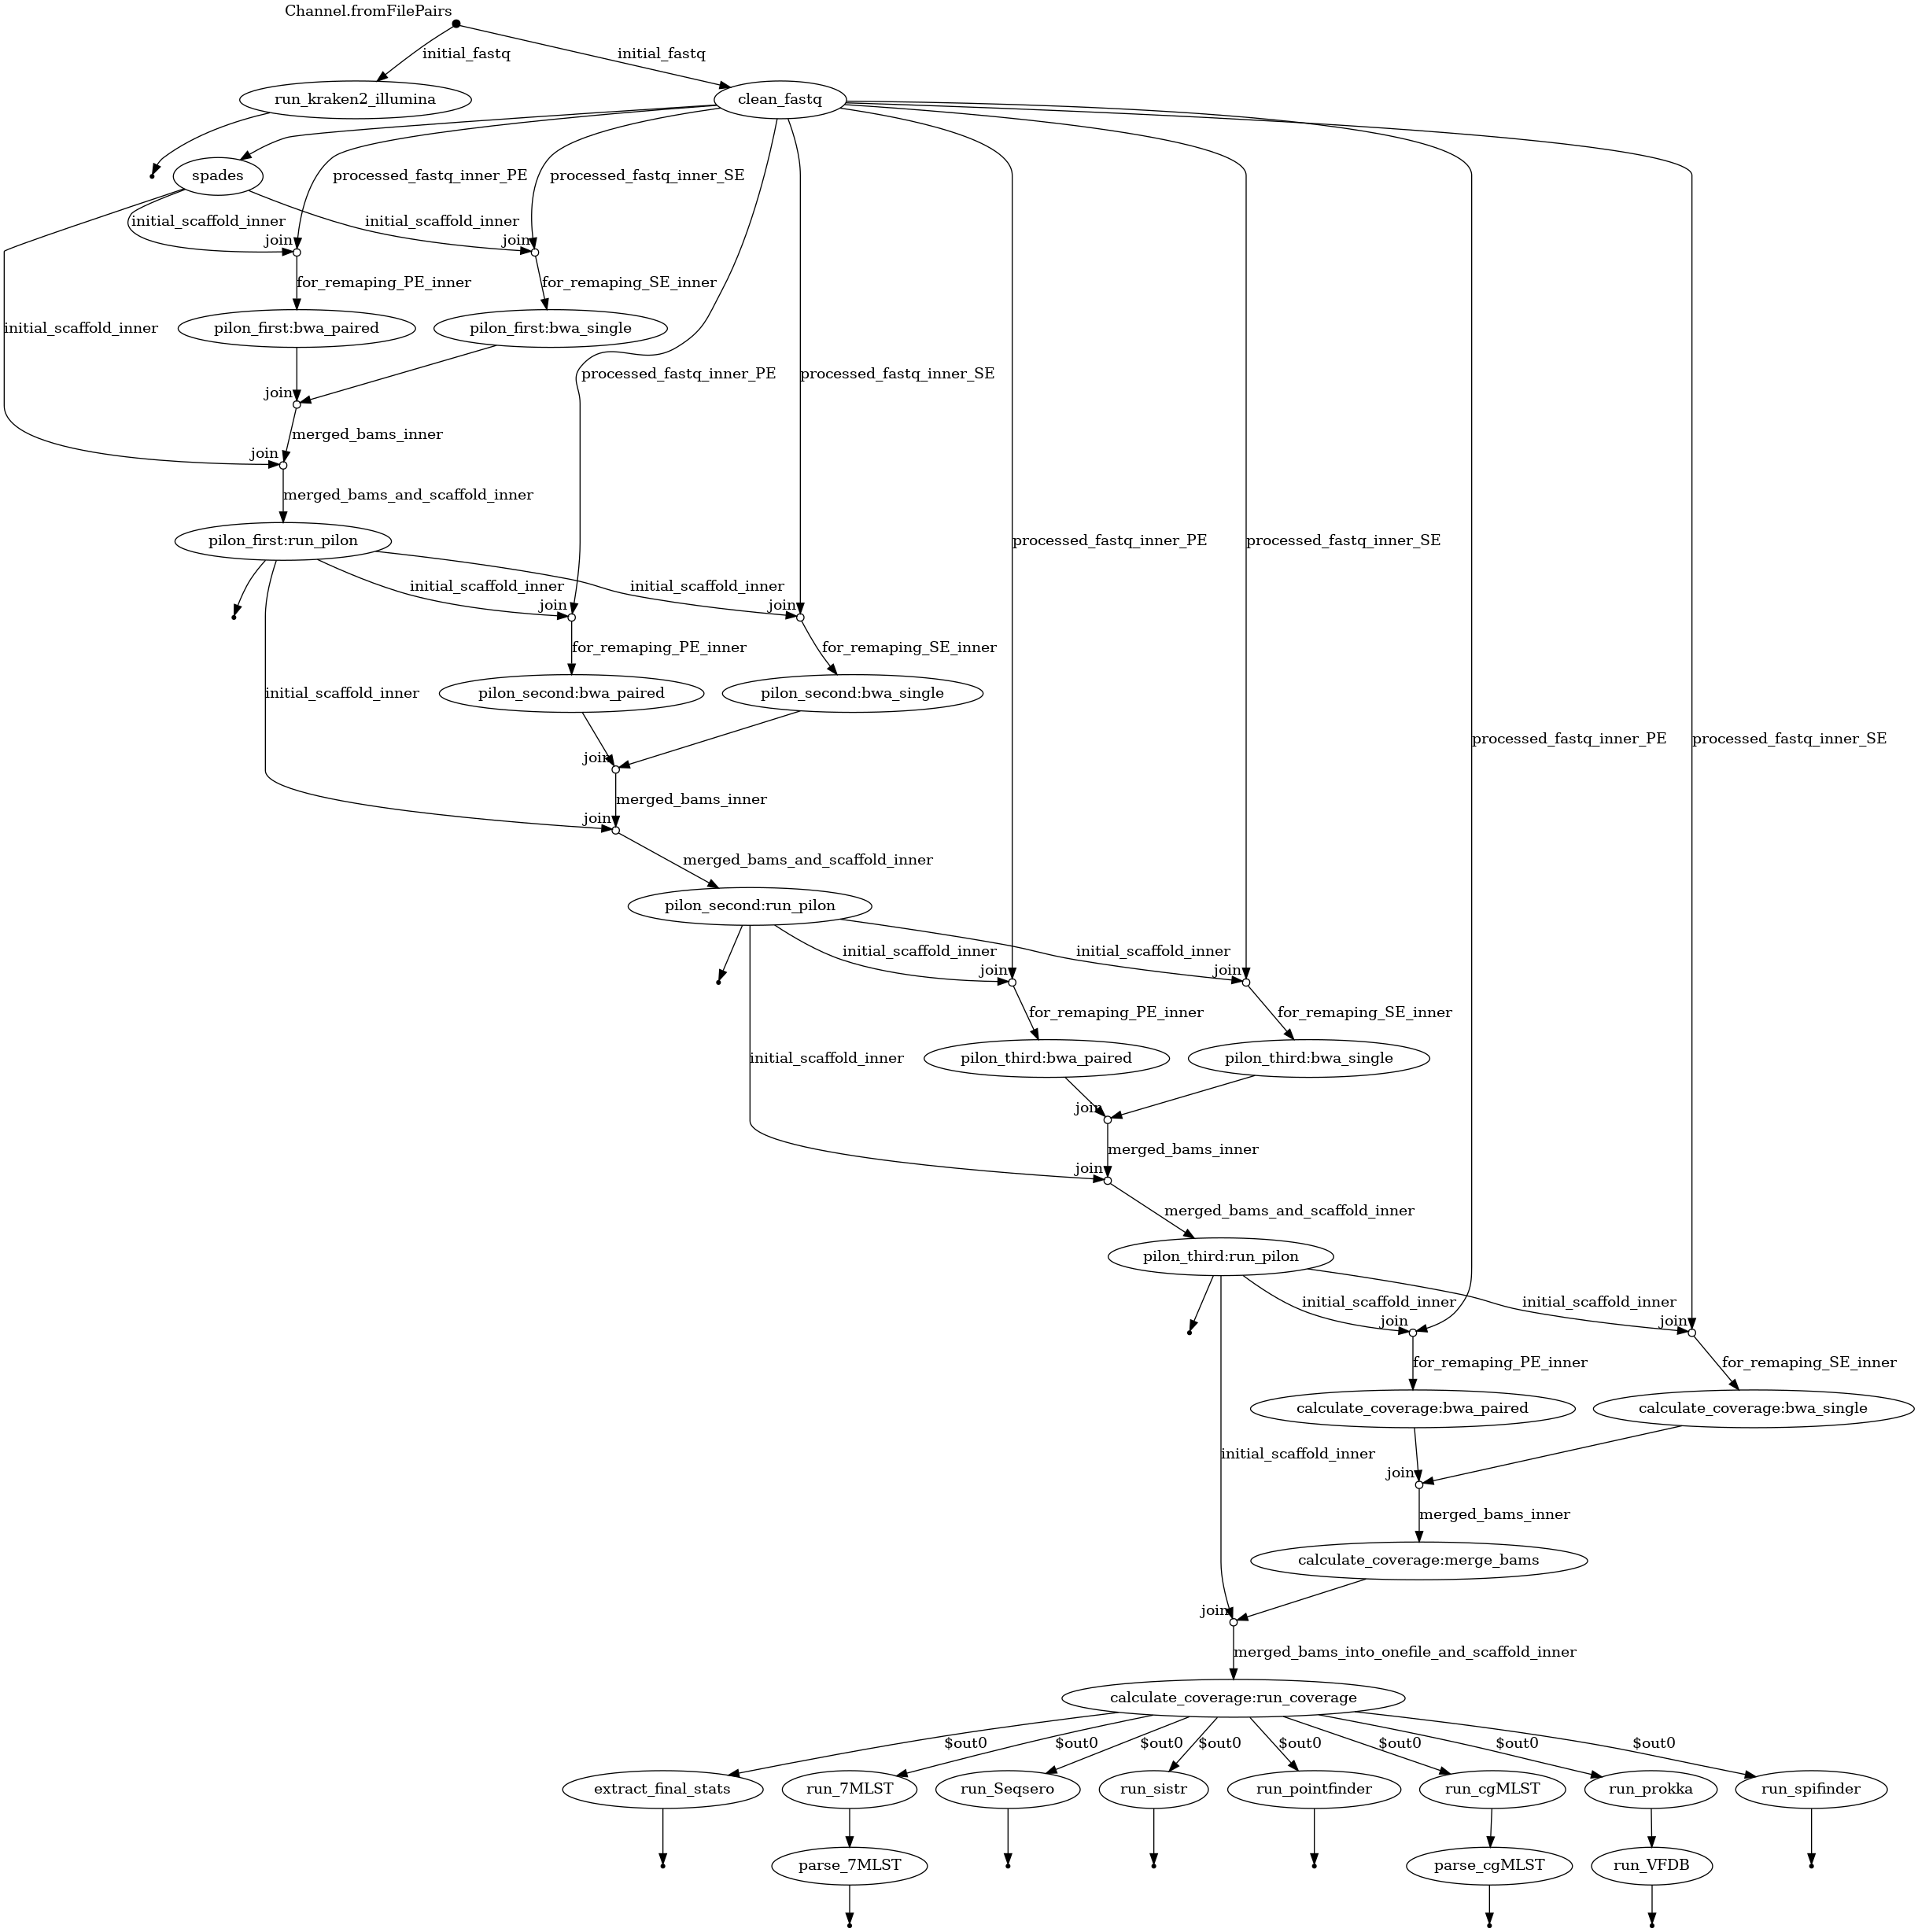 Channel.fromFilePairs
initial_fastq
initial_fastq
run_kraken2_illumina
clean_fastq
spades
processed_fastq_inner_PE
processed_fastq_inner_SE
initial_scaffold_inner
initial_scaffold_inner
join
join
for_remaping_PE_inner
for_remaping_SE_inner
initial_scaffold_inner
pilon_first:bwa_paired
pilon_first:bwa_single
processed_fastq_inner_PE
processed_fastq_inner_SE
join
merged_bams_inner
join
merged_bams_and_scaffold_inner
pilon_first:run_pilon
processed_fastq_inner_PE
processed_fastq_inner_SE
initial_scaffold_inner
initial_scaffold_inner
join
join
for_remaping_PE_inner
for_remaping_SE_inner
initial_scaffold_inner
pilon_second:bwa_paired
pilon_second:bwa_single
processed_fastq_inner_PE
processed_fastq_inner_SE
join
merged_bams_inner
join
merged_bams_and_scaffold_inner
pilon_second:run_pilon
initial_scaffold_inner
initial_scaffold_inner
join
join
for_remaping_PE_inner
for_remaping_SE_inner
initial_scaffold_inner
pilon_third:bwa_paired
pilon_third:bwa_single
join
merged_bams_inner
join
merged_bams_and_scaffold_inner
pilon_third:run_pilon
initial_scaffold_inner
initial_scaffold_inner
join
join
for_remaping_PE_inner
for_remaping_SE_inner
calculate_coverage:bwa_paired
calculate_coverage:bwa_single
initial_scaffold_inner
join
merged_bams_inner
calculate_coverage:merge_bams
join
merged_bams_into_onefile_and_scaffold_inner
calculate_coverage:run_coverage
$out0
$out0
$out0
$out0
$out0
$out0
$out0
$out0
extract_final_stats
run_7MLST
run_Seqsero
run_sistr
run_pointfinder
run_cgMLST
run_prokka
run_spifinder
parse_7MLST
parse_cgMLST
run_VFDB